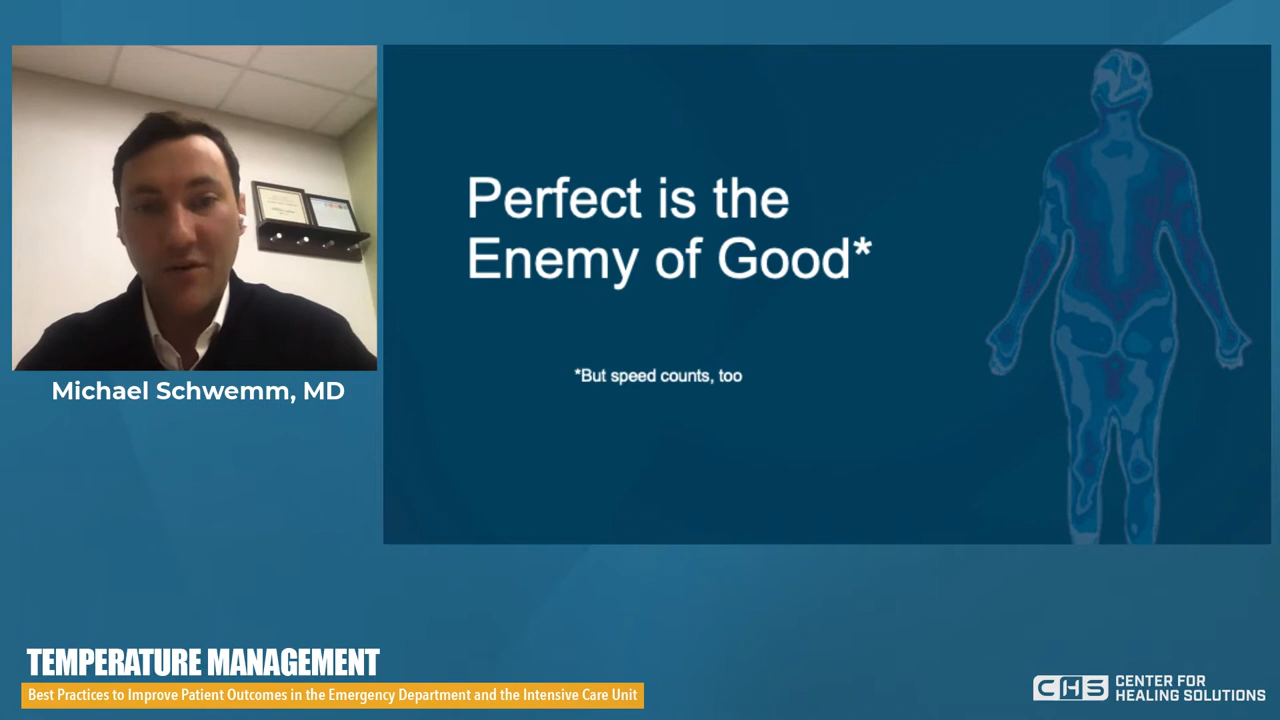 Michael Schwemm, MD
Perfect is the
Enemy of Good*
*But speed counts, too
TEMPERATURE MANAGEMENT
Best Practices to Improve Patient Outcomes in the Emergency Department and the Intensive Care Unit
CHS
CENTER FOR
HEALING SOLUTIONS